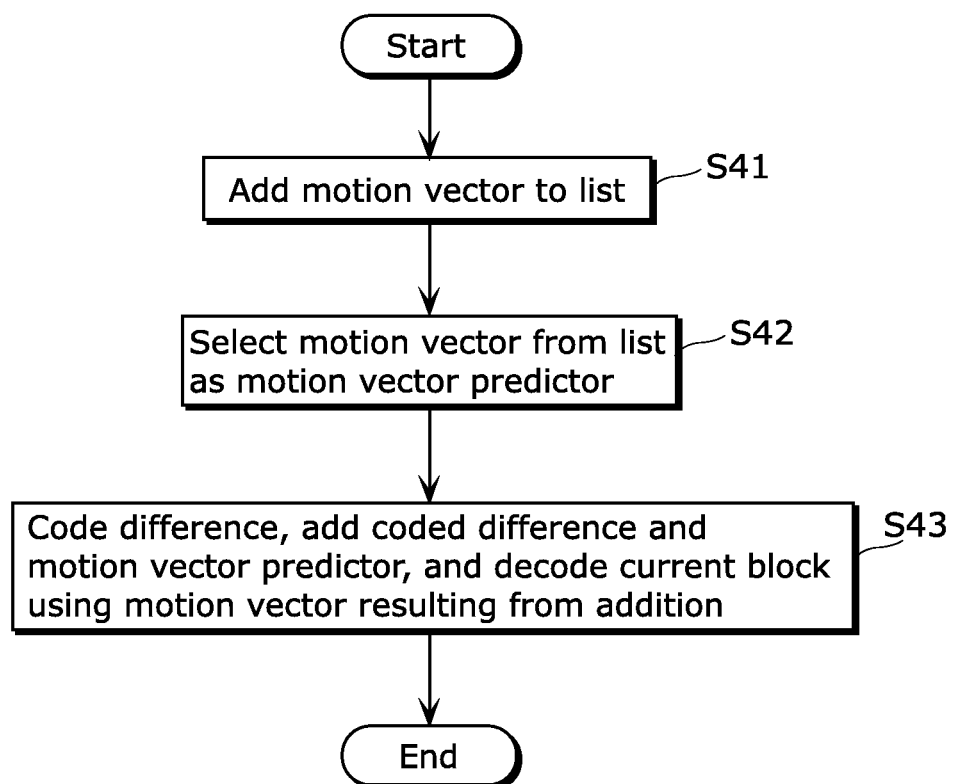 Start
Add motion vector to list
S41
Select motion vector from list
as motion vector predictor
S42
Code difference, add coded difference and
motion vector predictor, and decode current block
using motion vector resulting from addition
S43
End